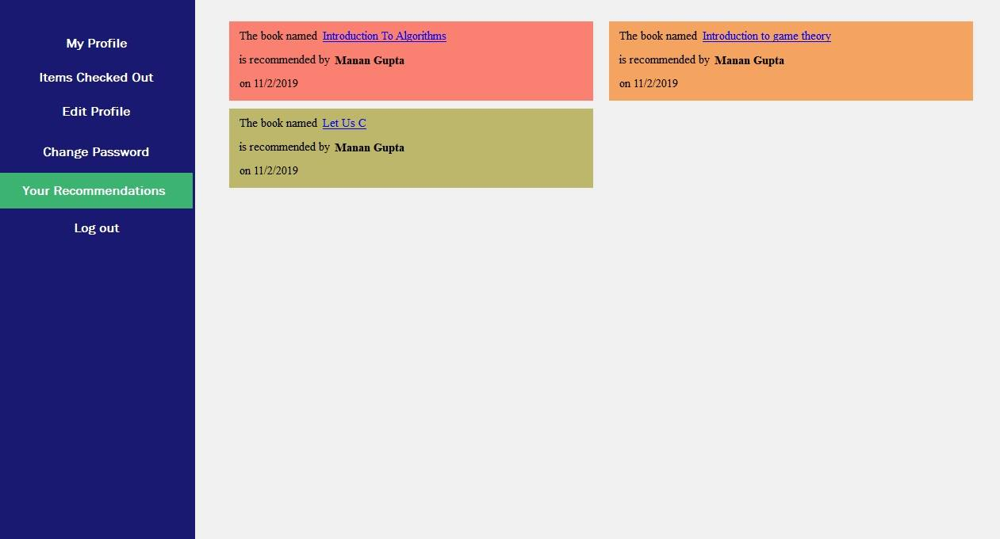 My Profile
Items Checked Out
Edit Profile
Change Password
Your Recommendations
Log out
The book named Introduction To Algorithms
is recommended by Manan Gupta
on 11/2/2019
The book named Introduction to game theory
is recommended by Manan Gupta
on 11/2/2019
The book named Let Us C
is recommended by Manan Gupta
on 11/2/2019